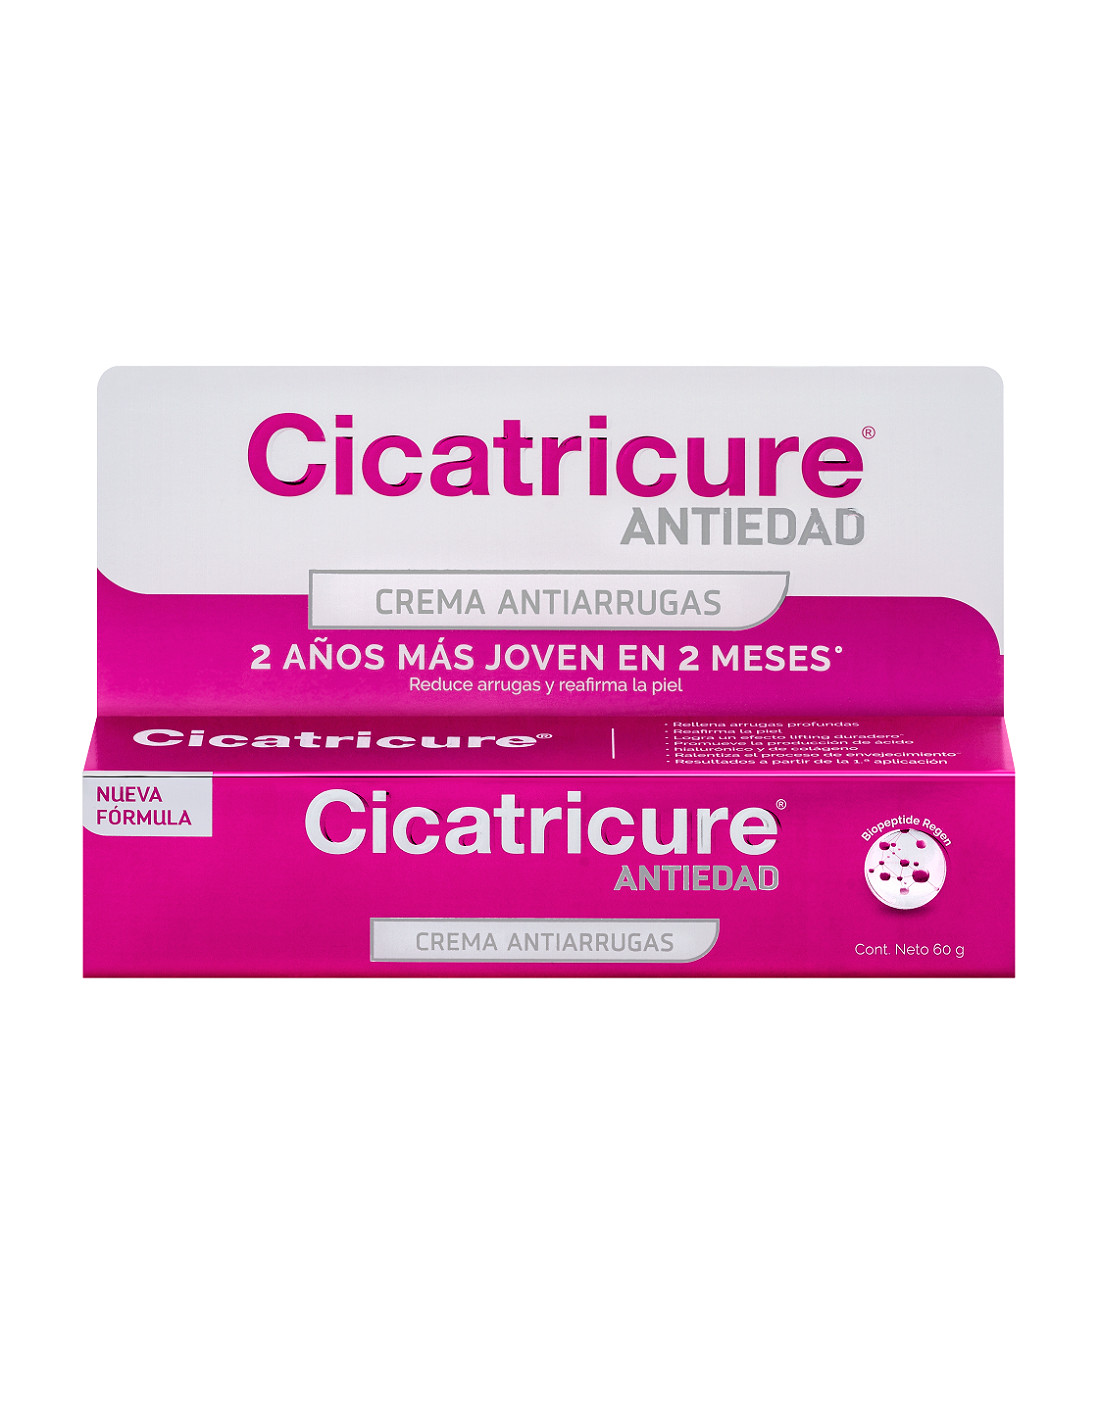 Cicatricure®
ANTIEDAD
CREMA ANTIARRUGAS
2 AÑOS MÁS JOVEN EN 2 MESES°
Reduce arrugas y reafirma la piel
Cicatricure®
• Rellena arrugas profundas
• Reafirma la piel
• Logra un efecto lifting duradero
• Promueve la producción de ácido
hialurónico y de colágeno
• Ralentiza el proceso de envejecimiento
• Resultados a partir de la 1.ª aplicación
NUEVA
FÓRMULA
Cicatricure®
ANTIEDAD
CREMA ANTIARRUGAS
Biopeptide Regen
Cont. Neto 60 g